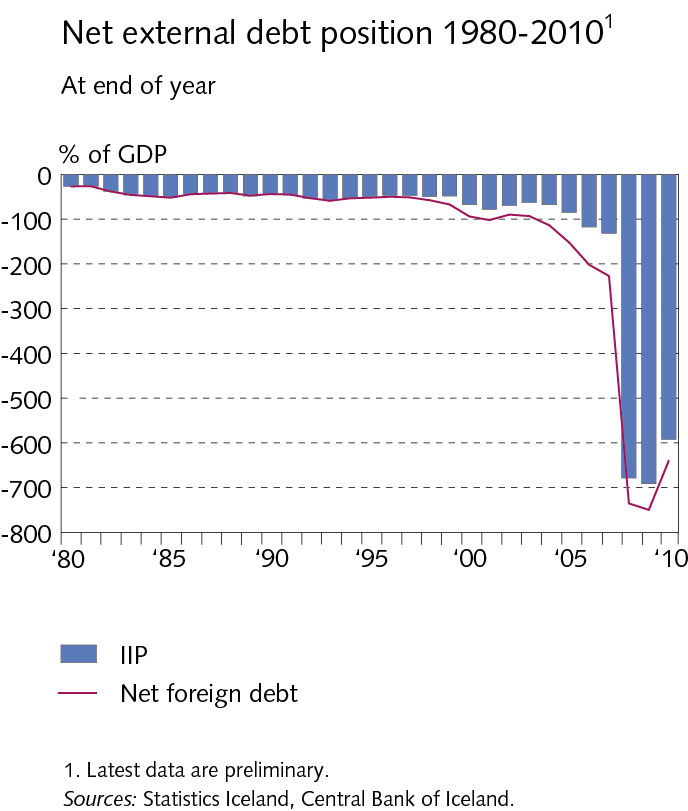 Net external debt position 1980-2010¹
At end of year
% of GDP
0
-100
-200
-300
-400
-500
-600
-700
-800
‘80 ‘85 ‘90 ‘95 ‘00 ‘05 ‘10
IIP
Net foreign debt
1. Latest data are preliminary.
Sources: Statistics Iceland, Central Bank of Iceland.